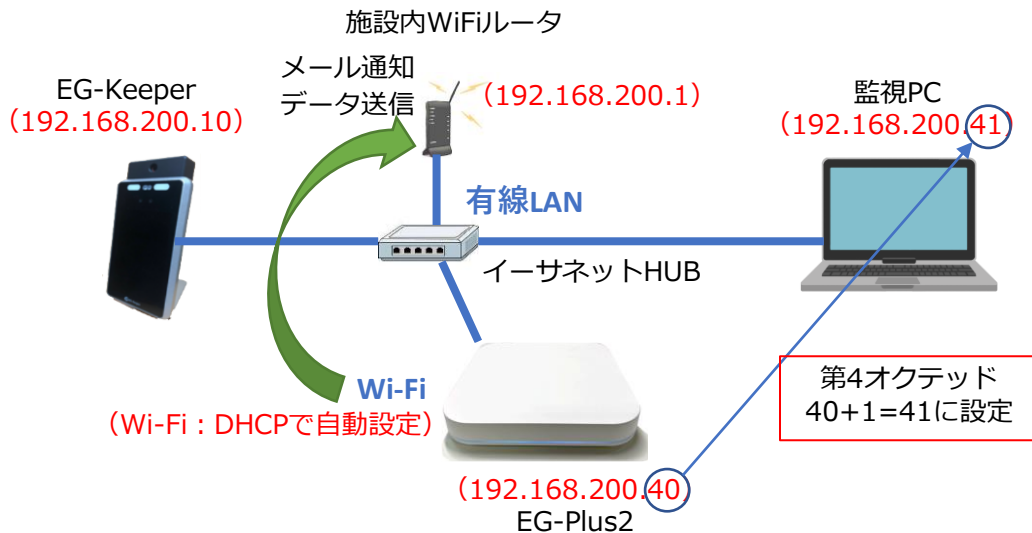 施設内WiFiルータ
メール通知
データ送信
(192.168.200.1)
EG-Keeper
(192.168.200.10)
監視PC
(192.168.200.41)
有線LAN
イーサネットHUB
Wi-Fi
(Wi-Fi：DHCPで自動設定)
第4オクテッド
40+1=41に設定
(192.168.200.40)
EG-Plus2